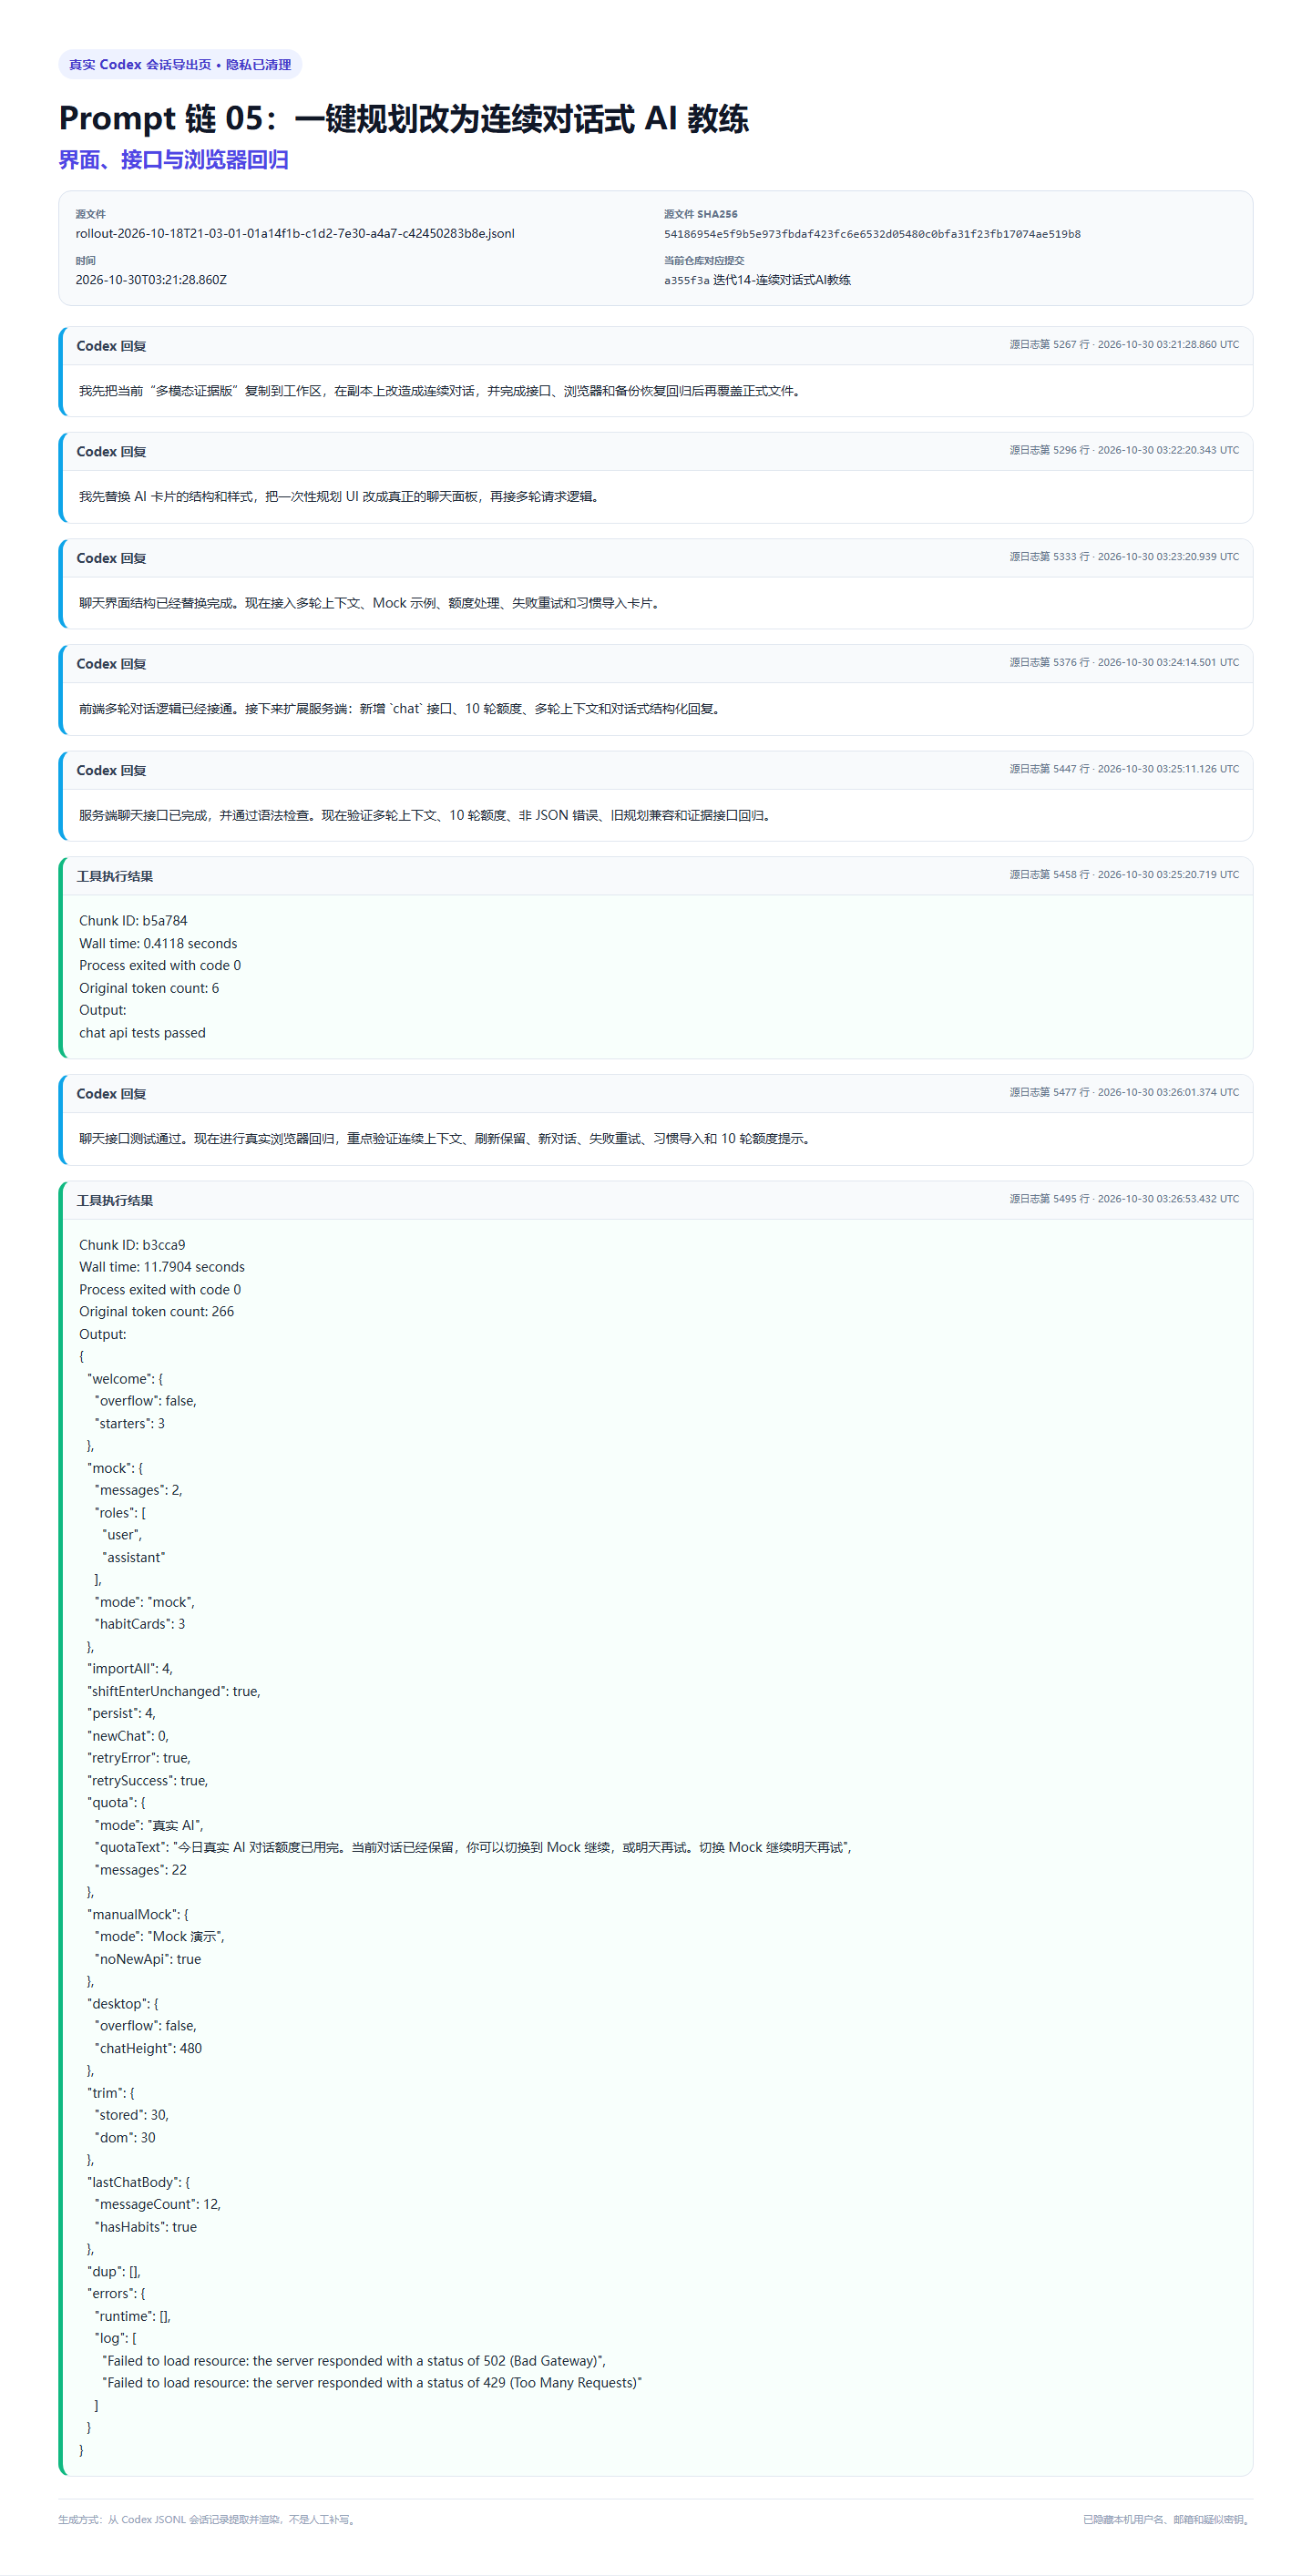 真实 Codex 会话导出页 • 隐私已清理
Prompt 链 05：一键规划改为连续对话式 AI 教练
界面、接口与浏览器回归
源文件
rollout-2026-10-18T21-03-01-01a14f1b-c1d2-7e30-a4a7-c42450283b8e.jsonl
源文件 SHA256
54186954e5f9b5e973fbdaf423fc6e6532d05480c0bfa31f23fb17074ae519b8
时间
2026-10-30T03:21:28.860Z
当前仓库对应提交
a355f3a 迭代14-连续对话式AI教练
Codex 回复
源日志第 5267 行 · 2026-10-30 03:21:28.860 UTC
我先把当前“多模态证据版”复制到工作区，在副本上改造成连续对话，并完成接口、浏览器和备份恢复回归后再覆盖正式文件。
Codex 回复
源日志第 5296 行 · 2026-10-30 03:22:20.343 UTC
我先替换 AI 卡片的结构和样式，把一次性规划 UI 改成真正的聊天面板，再接多轮请求逻辑。
Codex 回复
源日志第 5333 行 · 2026-10-30 03:23:20.939 UTC
聊天界面结构已经替换完成。现在接入多轮上下文、Mock 示例、额度处理、失败重试和习惯导入卡片。
Codex 回复
源日志第 5376 行 · 2026-10-30 03:24:14.501 UTC
前端多轮对话逻辑已经接通。接下来扩展服务端：新增 `chat` 接口、10 轮额度、多轮上下文和对话式结构化回复。
Codex 回复
源日志第 5447 行 · 2026-10-30 03:25:11.126 UTC
服务端聊天接口已完成，并通过语法检查。现在验证多轮上下文、10 轮额度、非 JSON 错误、旧规划兼容和证据接口回归。
工具执行结果
源日志第 5458 行 · 2026-10-30 03:25:20.719 UTC
Chunk ID: b5a784
Wall time: 0.4118 seconds
Process exited with code 0
Original token count: 6
Output:
chat api tests passed
Codex 回复
源日志第 5477 行 · 2026-10-30 03:26:01.374 UTC
聊天接口测试通过。现在进行真实浏览器回归，重点验证连续上下文、刷新保留、新对话、失败重试、习惯导入和 10 轮额度提示。
工具执行结果
源日志第 5495 行 · 2026-10-30 03:26:53.432 UTC
Chunk ID: b3cca9
Wall time: 11.7904 seconds
Process exited with code 0
Original token count: 266
Output:
{
"welcome": {
"overflow": false,
"starters": 3
},
"mock": {
"messages": 2,
"roles": [
"user",
"assistant"
],
"mode": "mock",
"habitCards": 3
},
"importAll": 4,
"shiftEnterUnchanged": true,
"persist": 4,
"newChat": 0,
"retryError": true,
"retrySuccess": true,
"quota": {
"mode": "真实 AI",
"quotaText": "今日真实 AI 对话额度已用完。当前对话已经保留，你可以切换到 Mock 继续，或明天再试。切换 Mock 继续明天再试",
"messages": 22
},
"manualMock": {
"mode": "Mock 演示",
"noNewApi": true
},
"desktop": {
"overflow": false,
"chatHeight": 480
},
"trim": {
"stored": 30,
"dom": 30
},
"lastChatBody": {
"messageCount": 12,
"hasHabits": true
},
"dup": [],
"errors": {
"runtime": [],
"log": [
"Failed to load resource: the server responded with a status of 502 (Bad Gateway)",
"Failed to load resource: the server responded with a status of 429 (Too Many Requests)"
]
}
}
生成方式：从 Codex JSONL 会话记录提取并渲染，不是人工补写。
已隐藏本机用户名、邮箱和疑似密钥。